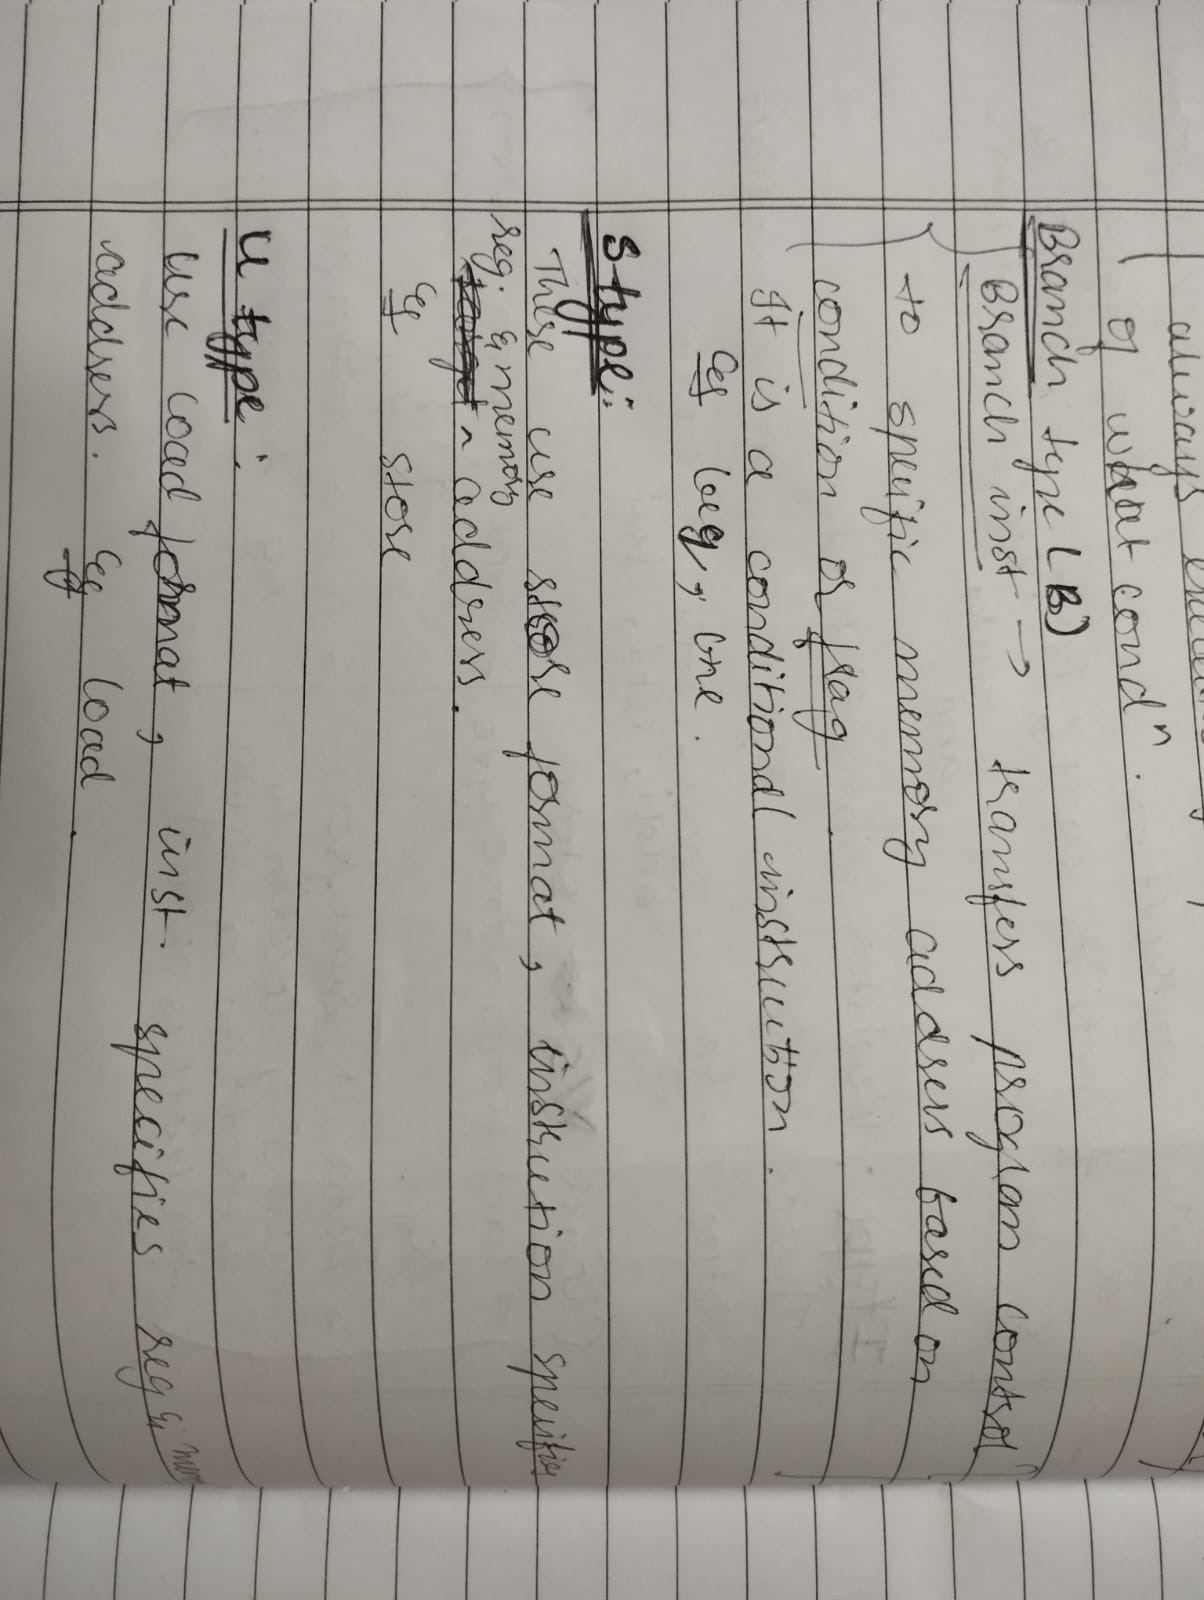 always
of what condⁿ.
Branch type (B)
Branch inst → transfers program control
to specific memory address based on
condition or flag
It is a conditional instruction.
eg beq, bne.
S type:
These use store format, instruction specifies
reg. & memory
^ address.
eg store
U type:
Use load format, inst. specifies reg & mem
address. eg load.